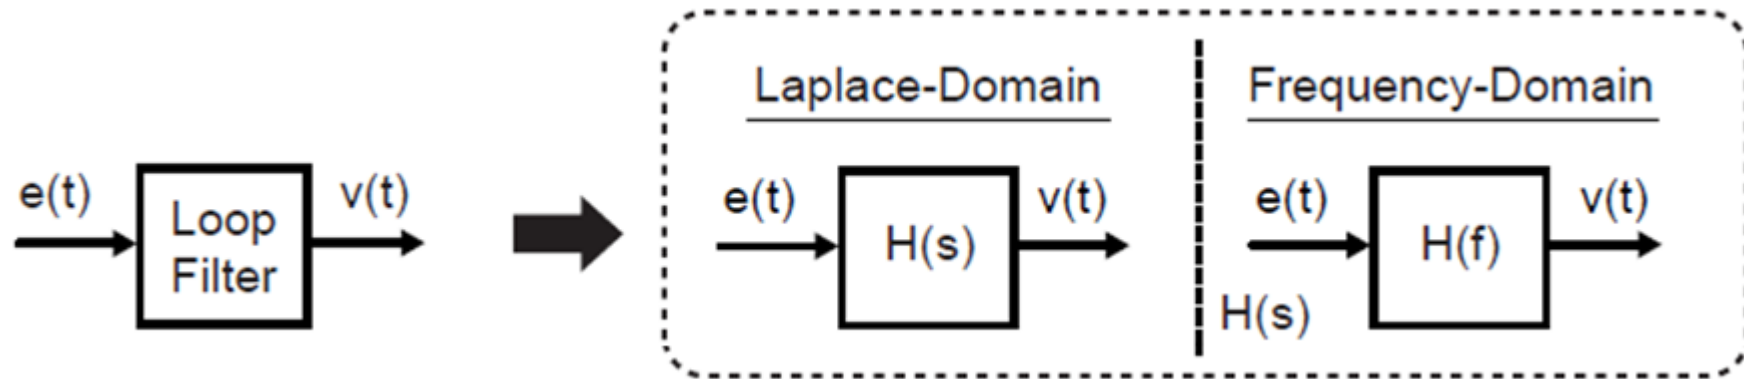 e(t)
Loop
Filter
v(t)
Laplace-Domain
e(t)
H(s)
v(t)
Frequency-Domain
e(t)
H(f)
v(t)
H(s)